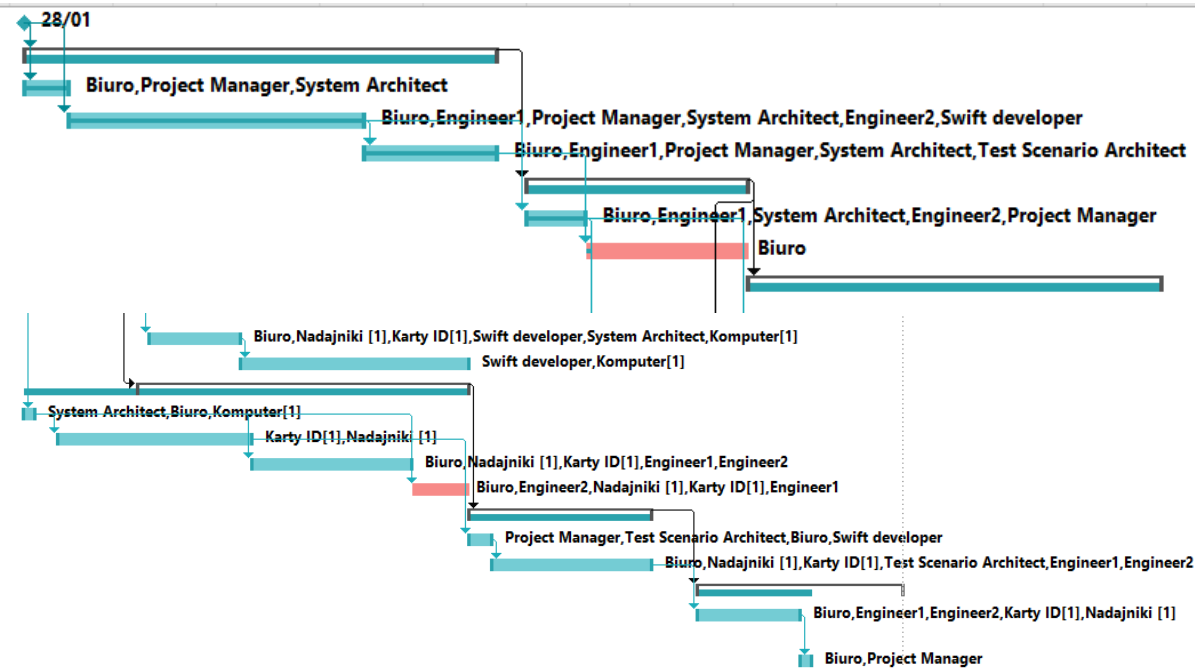 28/01
Biuro,Project Manager,System Architect
Biuro,Engineer1,Project Manager,System Architect,Engineer2,Swift developer
Biuro,Engineer1,Project Manager,System Architect,Test Scenario Architect
Biuro,Engineer1,System Architect,Engineer2,Project Manager
Biuro
Biuro,Nadajniki [1],Karty ID[1],Swift developer,System Architect,Komputer[1]
Swift developer,Komputer[1]
System Architect,Biuro,Komputer[1]
Karty ID[1],Nadajniki [1]
Biuro,Nadajniki [1],Karty ID[1],Engineer1,Engineer2
Biuro,Engineer2,Nadajniki [1],Karty ID[1],Engineer1
Project Manager,Test Scenario Architect,Biuro,Swift developer
Biuro,Nadajniki [1],Karty ID[1],Test Scenario Architect,Engineer1,Engineer2
Biuro,Engineer1,Engineer2,Karty ID[1],Nadajniki [1]
Biuro,Project Manager